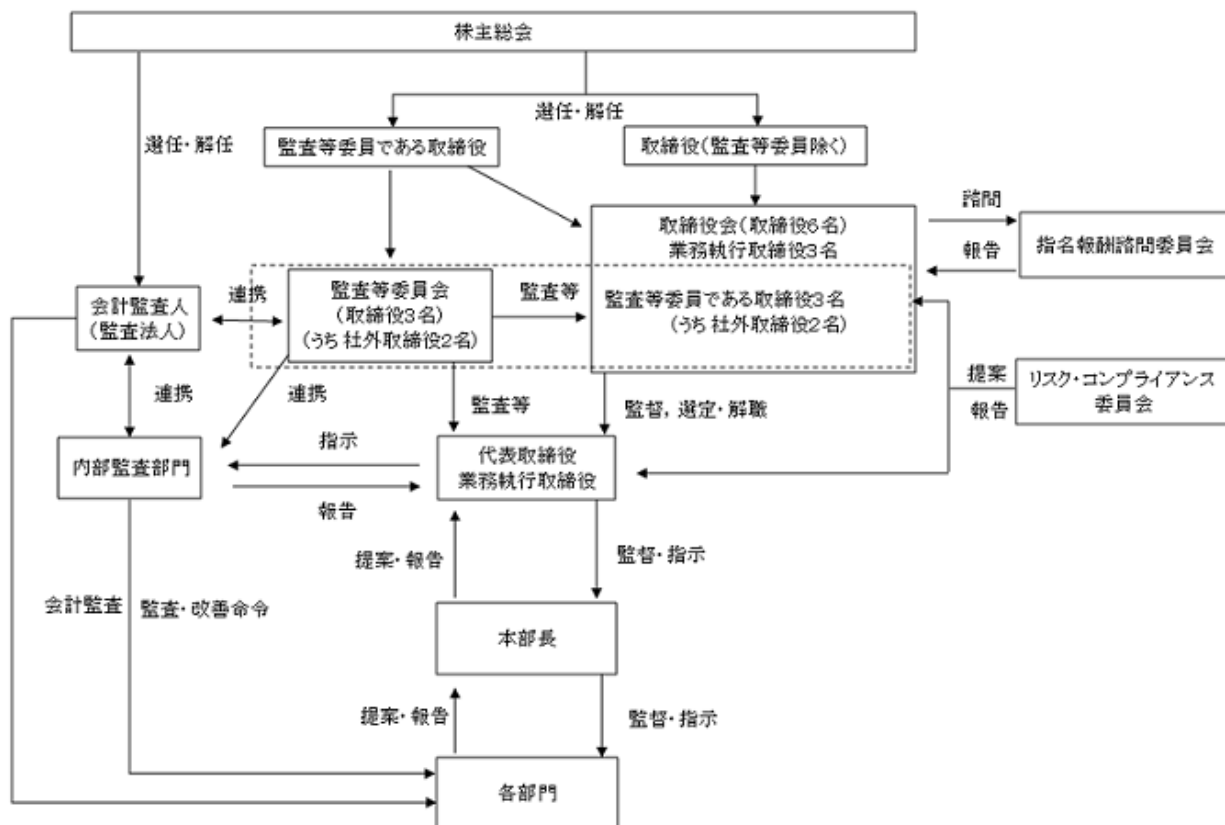 株主総会
選任・解任
選任・解任
監査等委員である取締役
取締役(監査等委員除く)
取締役会(取締役6名)
業務執行取締役3名
諮問
報告
指名報酬諮問委員会
会計監査人
(監査法人)
連携
監査等委員会
(取締役3名)
(うち社外取締役2名)
監査等
監査等委員である取締役3名
(うち社外取締役2名)
連携
連携
監査等
監督, 選定・解職
提案
報告
リスク・コンプライアンス
委員会
内部監査部門
指示
報告
代表取締役
業務執行取締役
提案・報告
監督・指示
会計監査
監査・改善命令
本部長
提案・報告
監督・指示
各部門